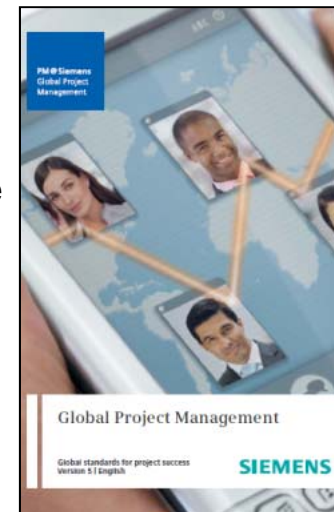 PM@Siemens
Global Project
Management
e
Global Project Management
Global standards for project success
Version 5 | English
SIEMENS